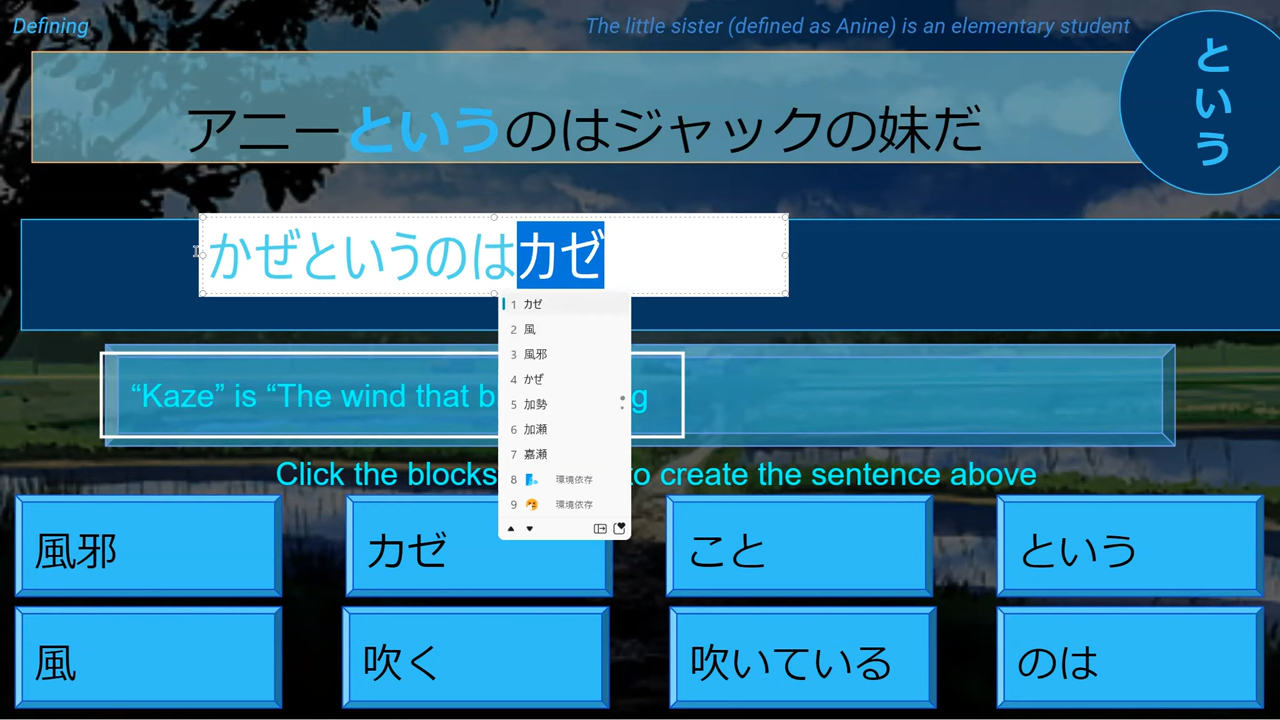 Defining
The little sister (defined as Anine) is an elementary student
という
アニーというのはジャックの妹だ
かぜというのはカゼ
1 カゼ
2 風
3 風邪
4 かぜ
5 加勢
6 加瀬
7 嘉瀬
8 🌬️ 環境依存
9 🤧 環境依存
“Kaze” is “The wind that b g
Click the blocks to create the sentence above
風邪
カゼ
こと
という
風
吹く
吹いている
のは